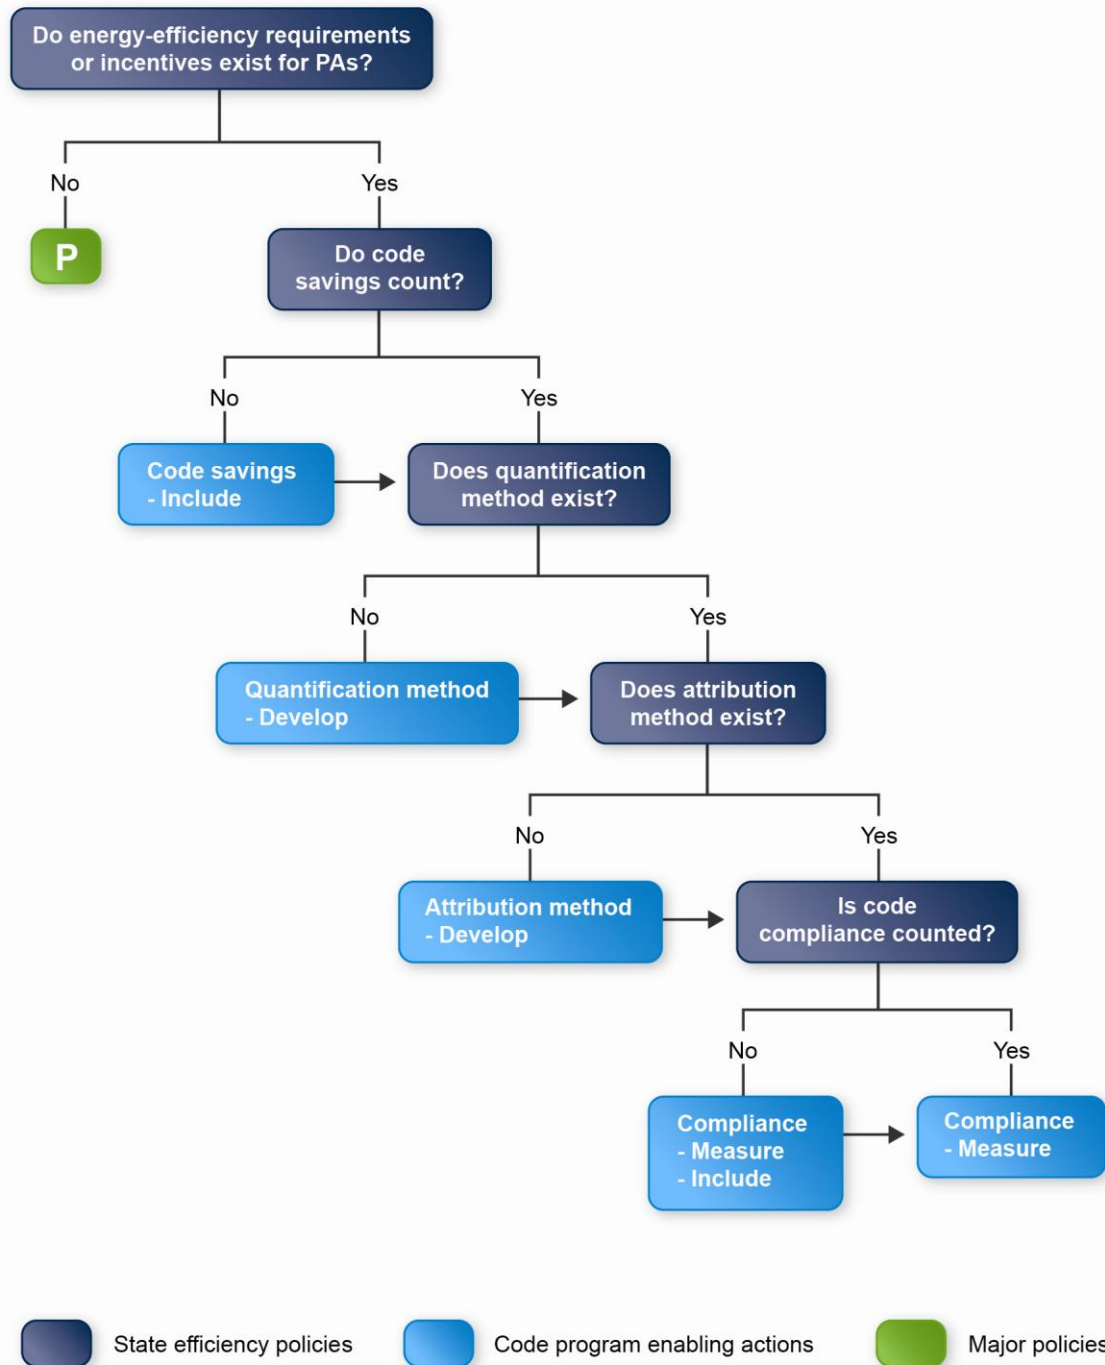 Do energy-efficiency requirements
or incentives exist for PAs?
No
Yes
P
Do code
savings count?
No
Yes
Code savings
- Include
Does quantification
method exist?
No
Yes
Quantification method
- Develop
Does attribution
method exist?
No
Yes
Attribution method
- Develop
Is code
compliance counted?
No
Yes
Compliance
- Measure
- Include
Compliance
- Measure
State efficiency policies
Code program enabling actions
Major policies